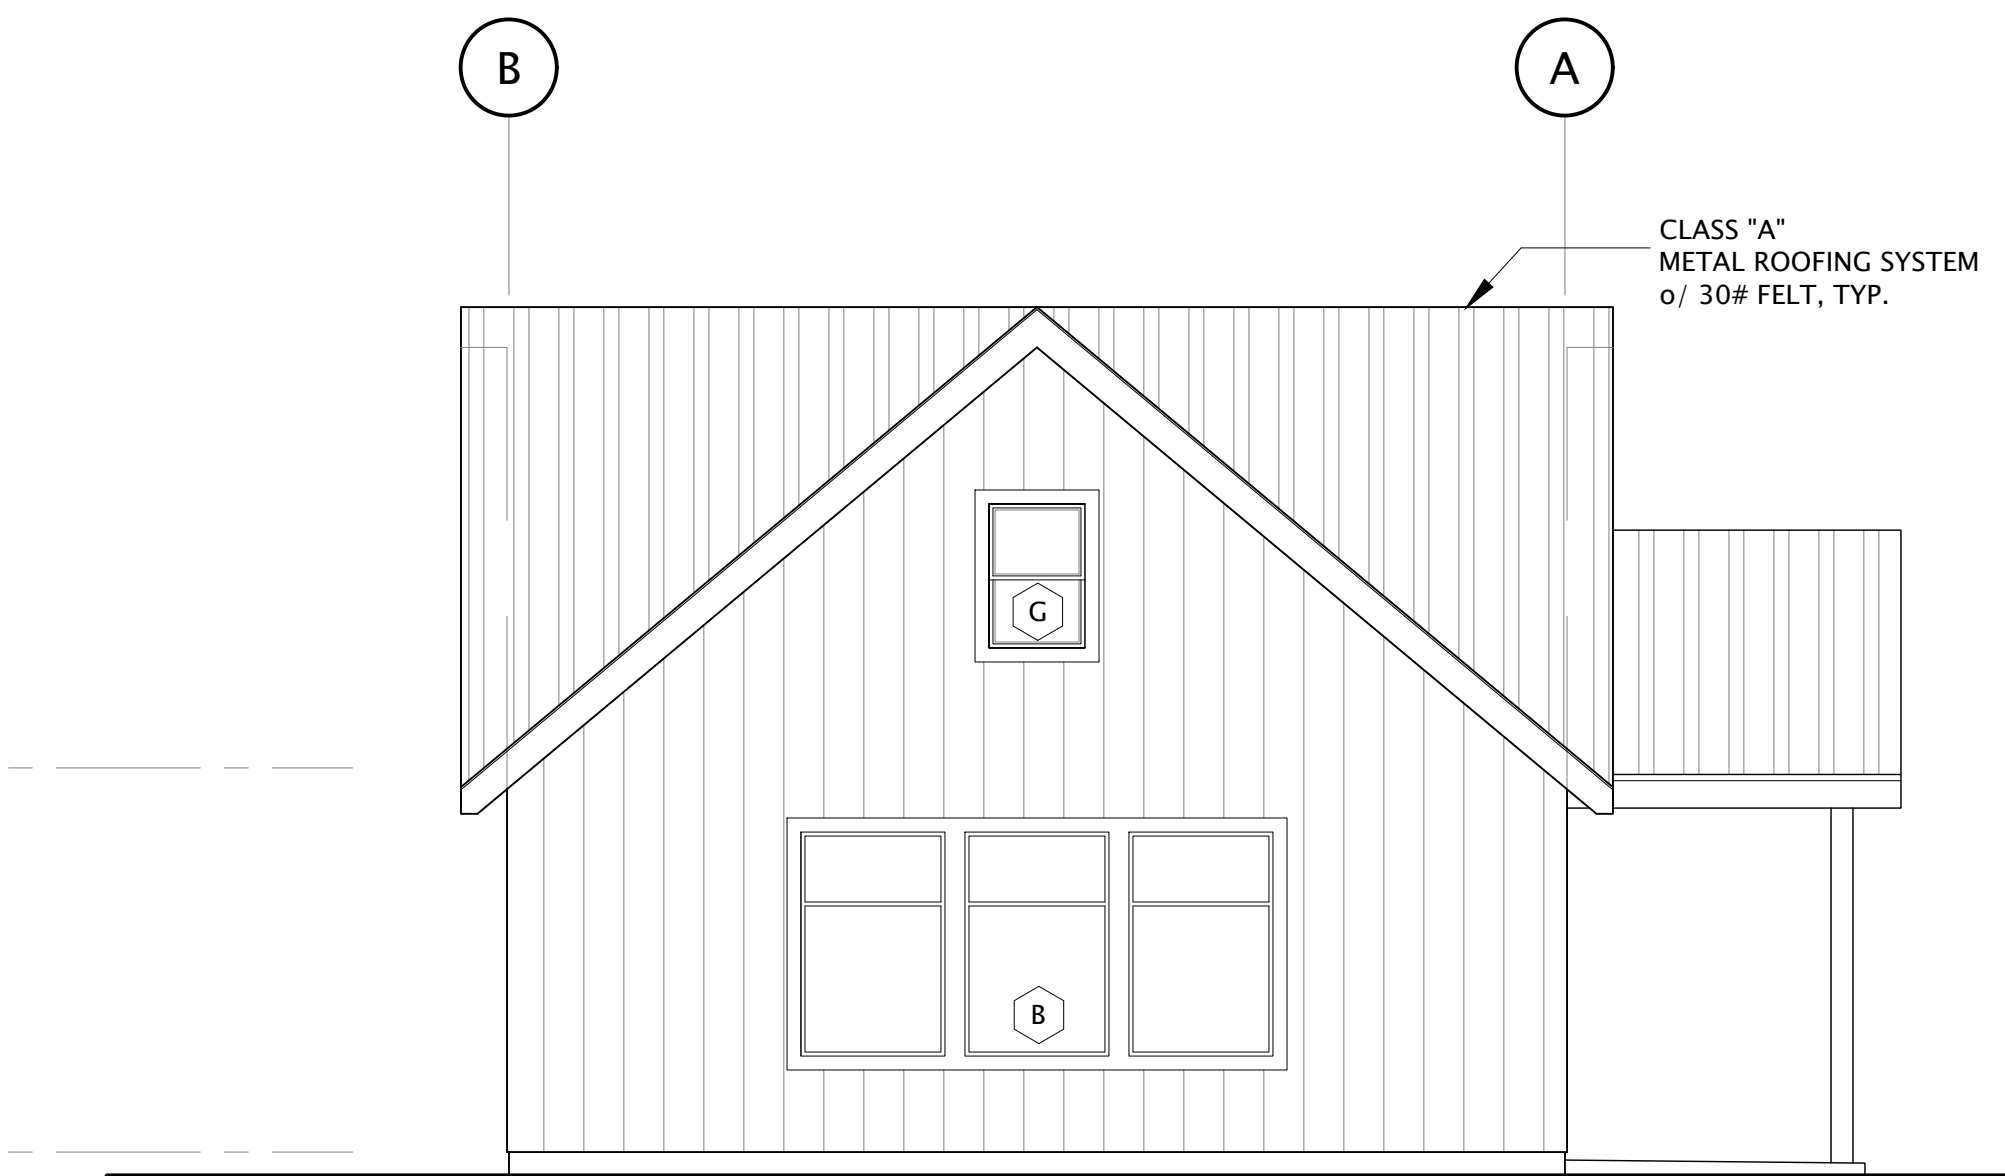 B
A
CLASS "A"
METAL ROOFING SYSTEM
o/ 30# FELT, TYP.
G
B